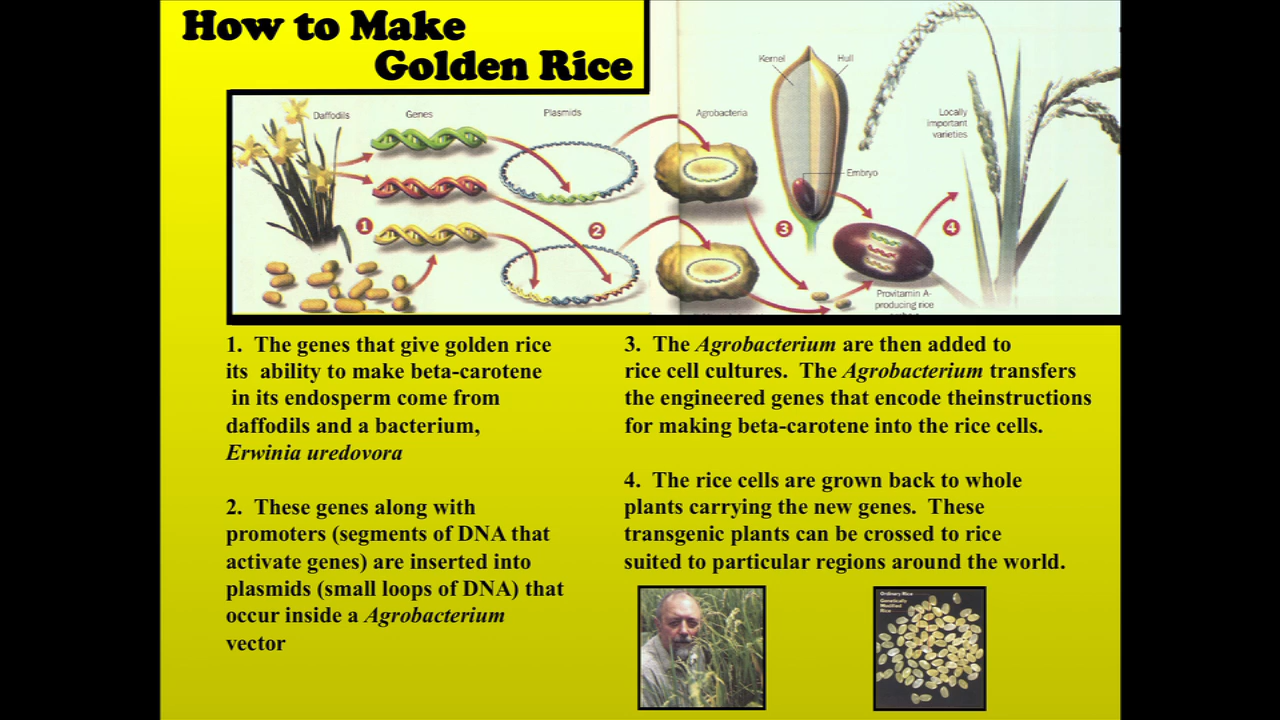 How to Make
Golden Rice
Daffodils
Genes
Plasmids
Agrobacteria
Kernel
Hull
Locally
important
varieties
Embryo
1
2
3
4
Provitamin A-
producing rice
1. The genes that give golden rice
its ability to make beta-carotene
in its endosperm come from
daffodils and a bacterium,
Erwinia uredovora
2. These genes along with
promoters (segments of DNA that
activate genes) are inserted into
plasmids (small loops of DNA) that
occur inside a Agrobacterium
vector
3. The Agrobacterium are then added to
rice cell cultures. The Agrobacterium transfers
the engineered genes that encode theinstructions
for making beta-carotene into the rice cells.
4. The rice cells are grown back to whole
plants carrying the new genes. These
transgenic plants can be crossed to rice
suited to particular regions around the world.
Ordinary Rice
Genetically
Modified
Rice